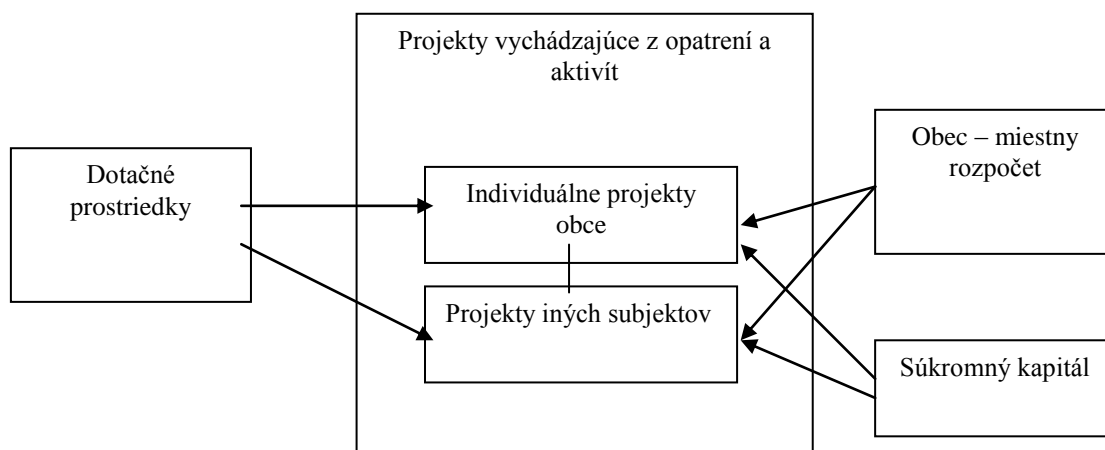 Projekty vychádzajúce z opatrení a
aktivít
Dotačné
prostriedky
Individuálne projekty
obce
Projekty iných subjektov
Obec – miestny
rozpočet
Súkromný kapitál